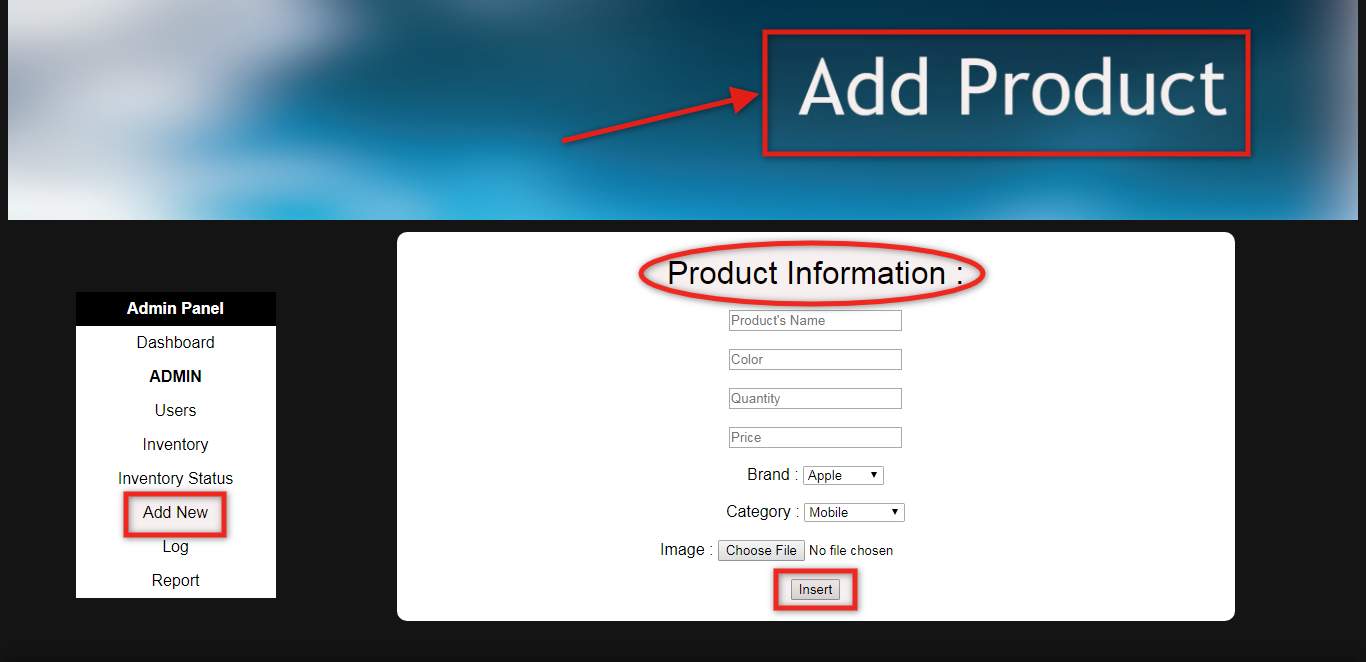 Add Product
Admin Panel
Dashboard
ADMIN
Users
Inventory
Inventory Status
Add New
Log
Report
Product Information :
Product's Name
Color
Quantity
Price
Brand : Apple
Category : Mobile
Image : Choose File No file chosen
Insert